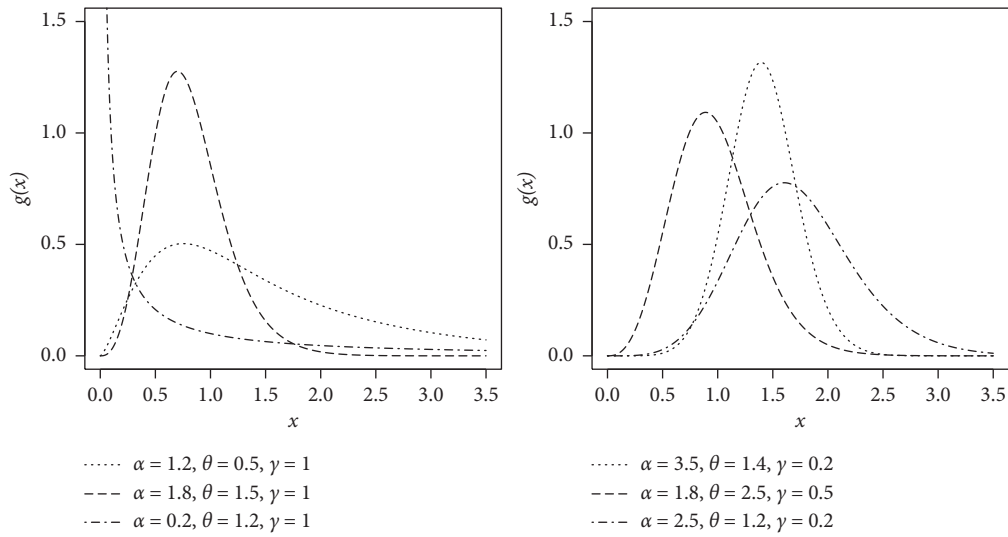 1.5
1.0
0.5
0.0
g(x)
0.0 0.5 1.0 1.5 2.0 2.5 3.0 3.5
x
α = 1.2, θ = 0.5, γ = 1
α = 1.8, θ = 1.5, γ = 1
α = 0.2, θ = 1.2, γ = 1
1.5
1.0
0.5
0.0
g(x)
0.0 0.5 1.0 1.5 2.0 2.5 3.0 3.5
x
α = 3.5, θ = 1.4, γ = 0.2
α = 1.8, θ = 2.5, γ = 0.5
α = 2.5, θ = 1.2, γ = 0.2